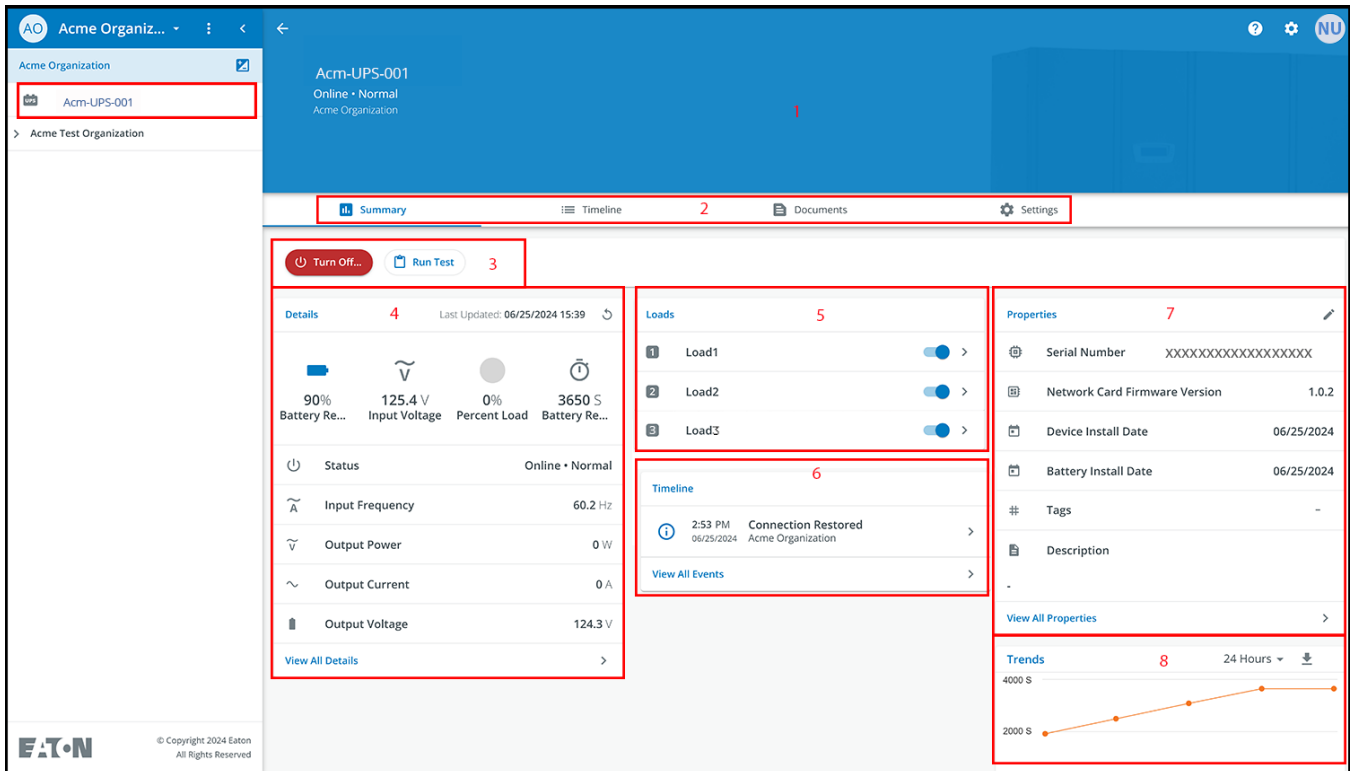 AO Acme Organiz...
NU
Acme Organization
UPS Acm-UPS-001
Acme Test Organization
Acm-UPS-001
Online • Normal
Acme Organization
1
Summary Timeline 2 Documents Settings
Turn Off... Run Test 3
Details 4 Last Updated: 06/25/2024 15:39
90% 125.4 V 0% 3650 S
Battery Re... Input Voltage Percent Load Battery Re...
Status Online • Normal
Input Frequency 60.2 Hz
Output Power 0 W
Output Current 0 A
Output Voltage 124.3 V
View All Details
Loads 5
1 Load1
2 Load2
3 Load3
6
Timeline
2:53 PM Connection Restored
06/25/2024 Acme Organization
View All Events
Properties 7
Serial Number XXXXXXXXXXXXXXXXXX
Network Card Firmware Version 1.0.2
Device Install Date 06/25/2024
Battery Install Date 06/25/2024
# Tags –
Description
-
View All Properties
Trends 8 24 Hours
4000 S
2000 S
EATON
© Copyright 2024 Eaton
All Rights Reserved